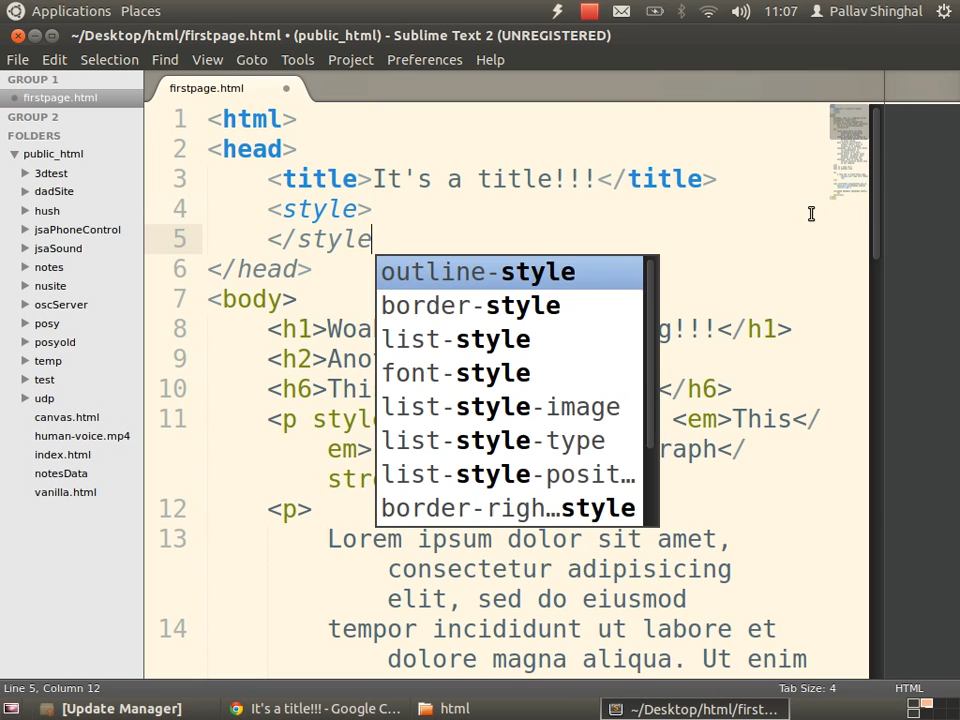 Applications Places 11:07 Pallav Shinghal
~/Desktop/html/firstpage.html • (public_html) - Sublime Text 2 (UNREGISTERED)
File Edit Selection Find View Goto Tools Project Preferences Help
GROUP 1
firstpage.html
GROUP 2
FOLDERS
public_html
3dtest
dadSite
hush
jsaPhoneControl
jsaSound
notes
nusite
oscServer
posy
posyold
temp
test
udp
canvas.html
human-voice.mp4
index.html
notesData
vanilla.html
firstpage.html
1 <html>
2 <head>
3 <title>It's a title!!!</title>
4 <style>
5 </style
6 </head>
7 <body>
8 <h1>Woa g!!!</h1>
9 <h2>Ano
10 <h6>Thi </h6>
11 <p style <em>This</
em> raph</
stro
12 <p>
13 Lorem ipsum dolor sit amet,
consectetur adipisicing
elit, sed do eiusmod
14 tempor incididunt ut labore et
dolore magna aliqua. Ut enim
outline-style
border-style
list-style
font-style
list-style-image
list-style-type
list-style-posit…
border-righ…style
Line 5, Column 12 Tab Size: 4 HTML
[Update Manager] It's a title!!! - Google C... html ~/Desktop/html/first...